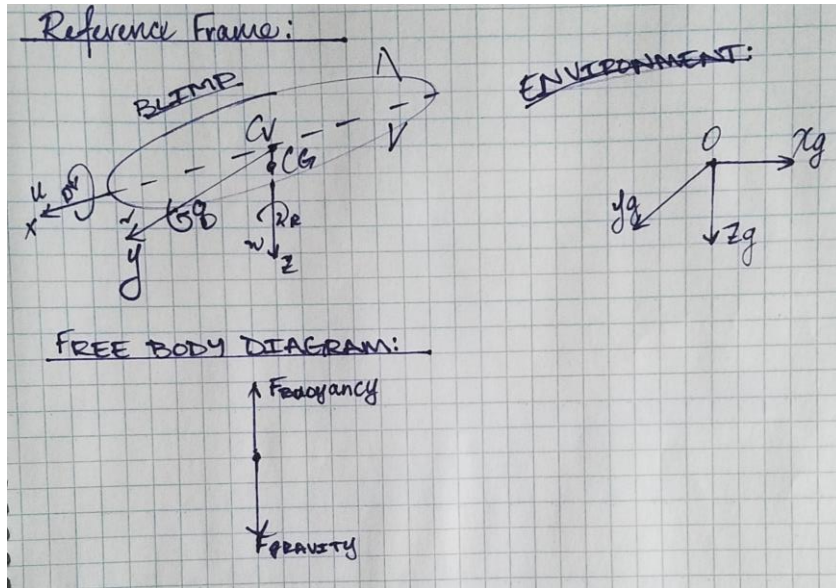 Reference Frame:
ENVIRONMENT:
BLIMP
CV
CG
O
Xg
Yg
Zg
u
P
x
v
q
y
R
w
z
FREE BODY DIAGRAM:
FBuoyancy
FGRAVITY